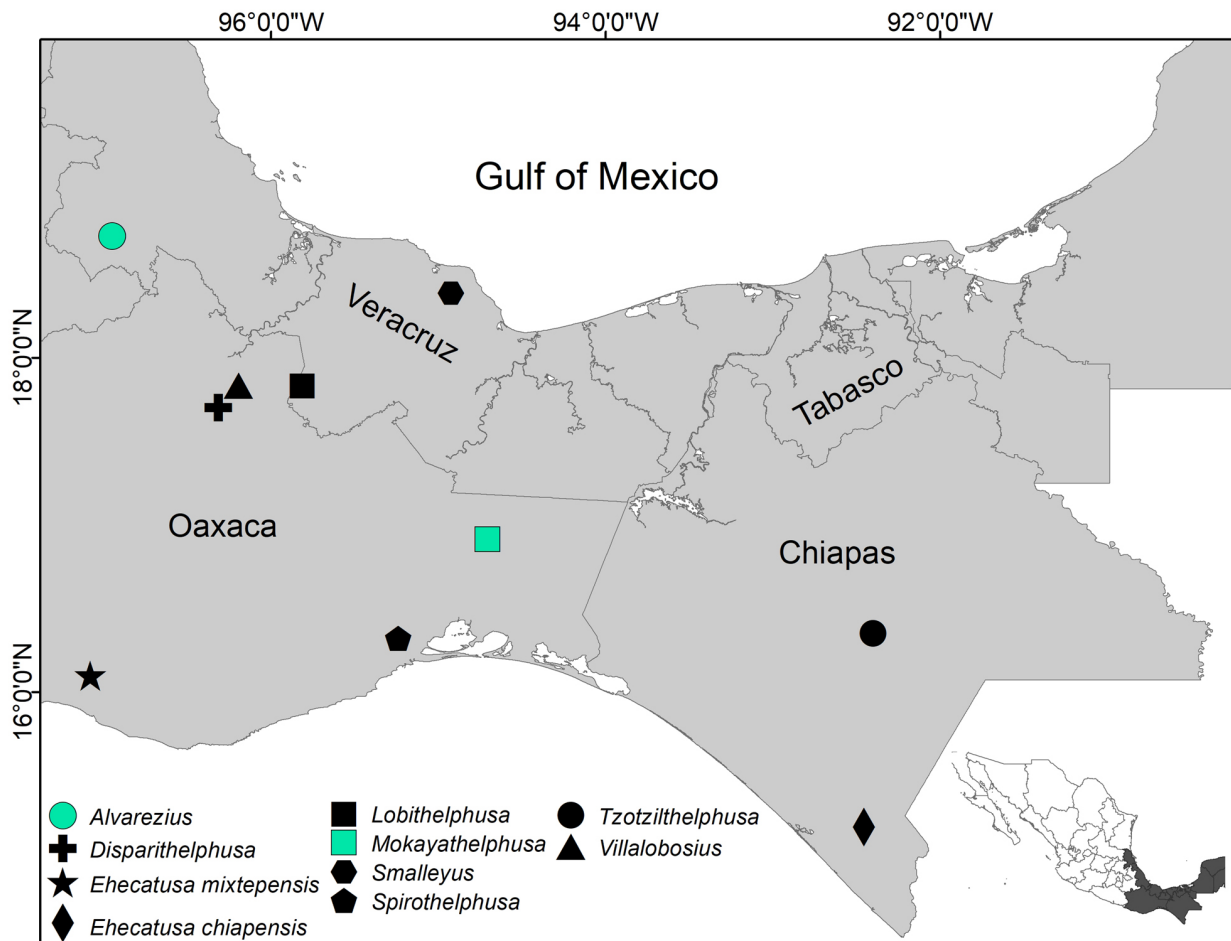 96°0'0"W
94°0'0"W
92°0'0"W
Gulf of Mexico
Veracruz
18°0'0"N
Tabasco
Oaxaca
Chiapas
16°0'0"N
Alvarezius
Disparithelphusa
Ehecatusa mixtepensis
Ehecatusa chiapensis
Lobithelphusa
Mokayathelphusa
Smalleyus
Spirothelphusa
Tzotzilthelphusa
Villalobosius